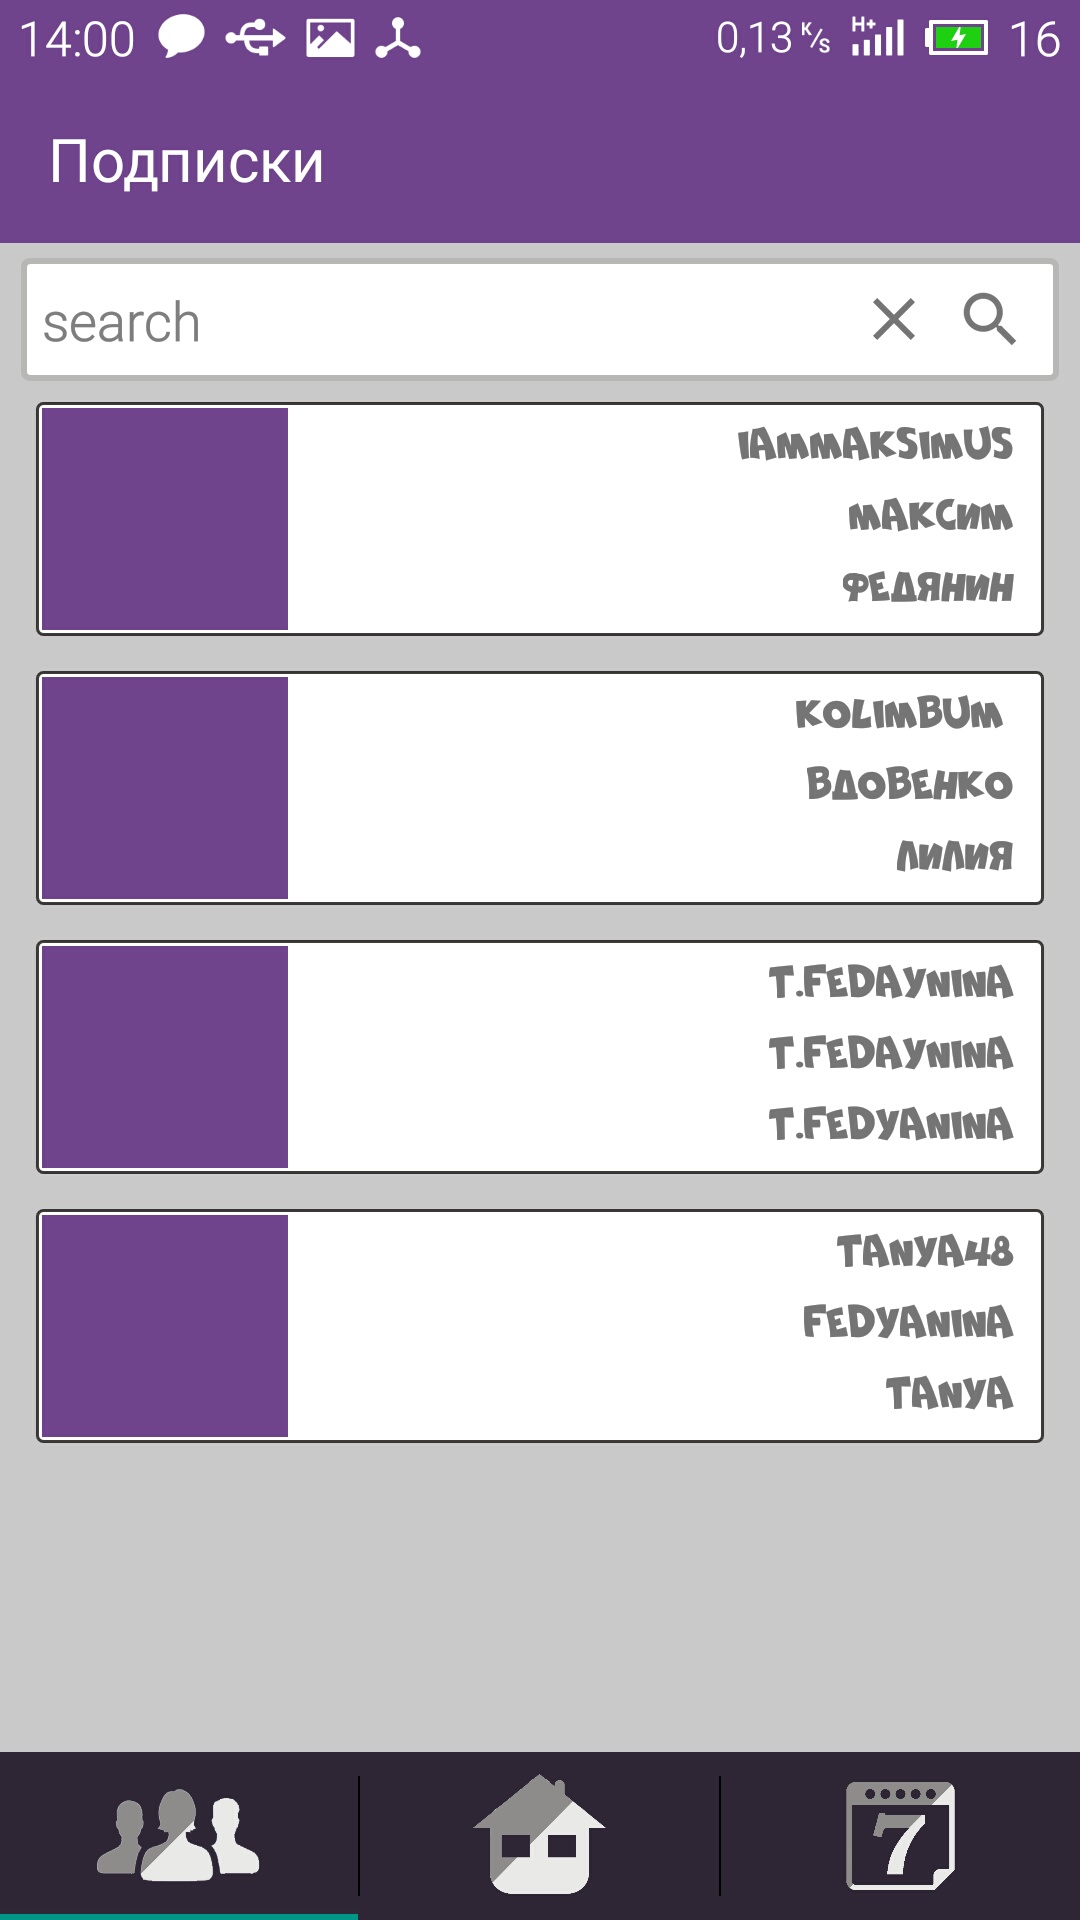 14:00 0,13 K/s H+ 16
Подписки
search
IAMMAKSIMUS
МАКСИМ
ФЕДЯНИН
KOLIMBUM
ВДОВЕНКО
ЛИЛИЯ
T.FEDAYNINA
T.FEDAYNINA
T.FEDYANINA
TANYA48
FEDYANINA
TANYA
7